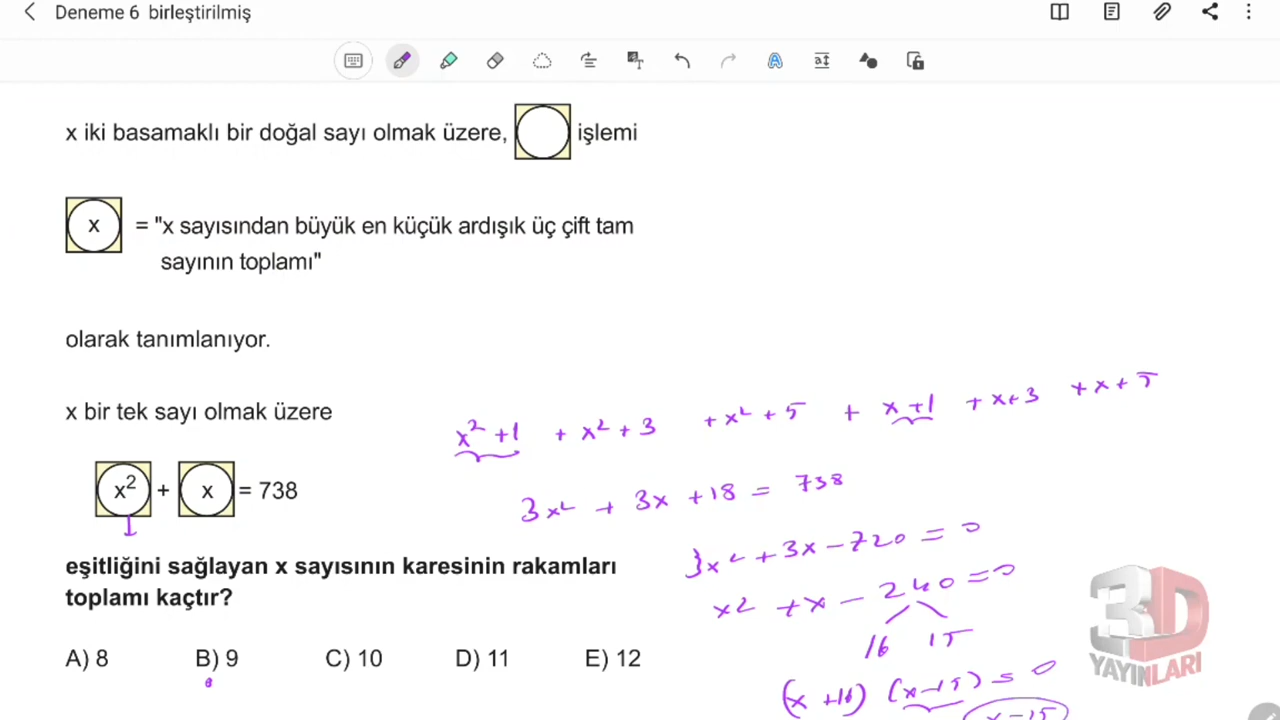 Deneme 6 birleştirilmiş
x iki basamaklı bir doğal sayı olmak üzere, işlemi
x = "x sayısından büyük en küçük ardışık üç çift tam
sayının toplamı"
olarak tanımlanıyor.
x bir tek sayı olmak üzere
x² + x = 738
eşitliğini sağlayan x sayısının karesinin rakamları
toplamı kaçtır?
A) 8 B) 9 C) 10 D) 11 E) 12
x² + 1 + x² + 3 + x² + 5 + x + 1 + x + 3 + x + 5
3x² + 3x + 18 = 738
3x² + 3x - 720 = 0
x² + x - 240 = 0
16 15
(x + 16) (x - 15) = 0
x = 15
3D
YAYINLARI